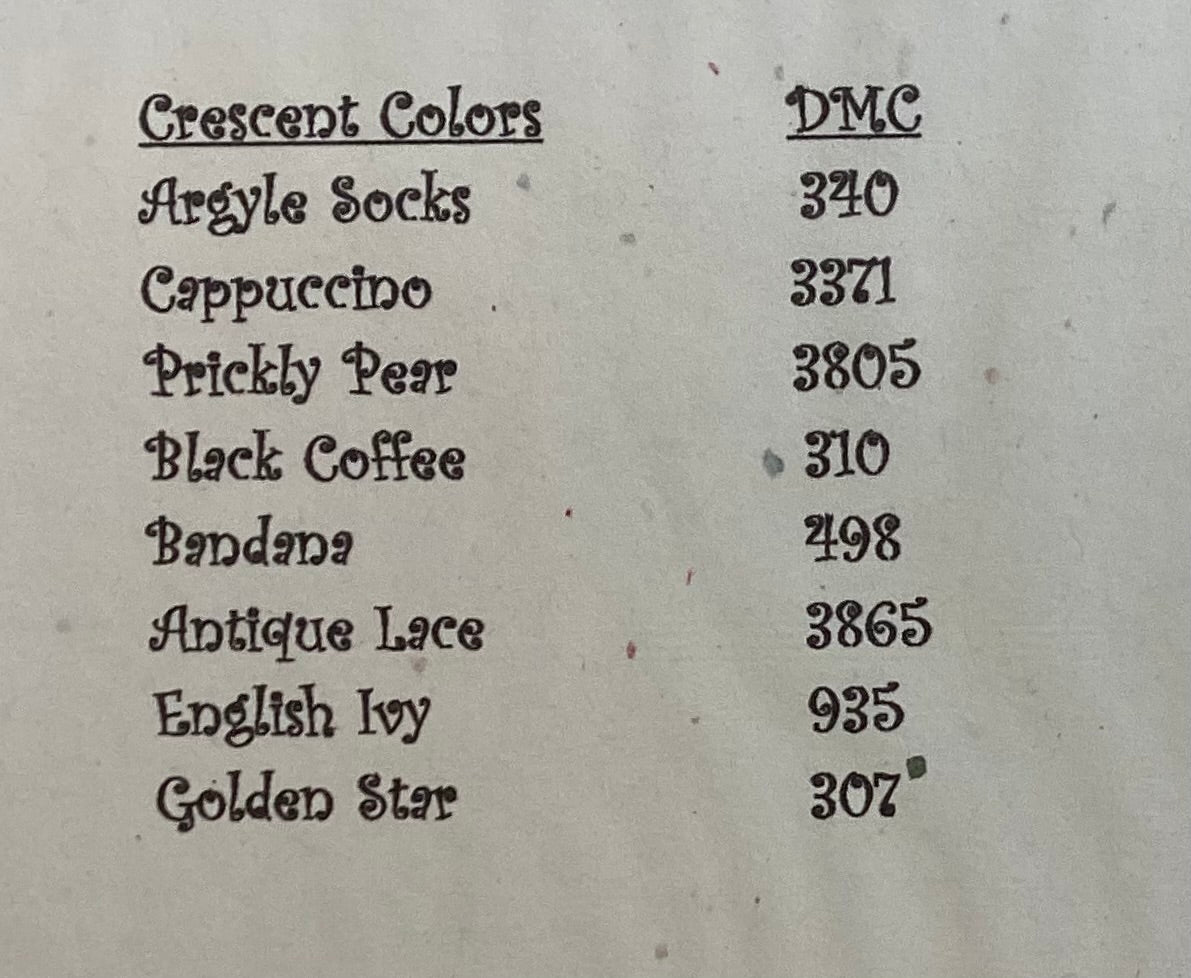 Crescent Colors DMC
Argyle Socks 340
Cappuccino 3371
Prickly Pear 3805
Black Coffee 310
Bandana 498
Antique Lace 3865
English Ivy 935
Golden Star 307